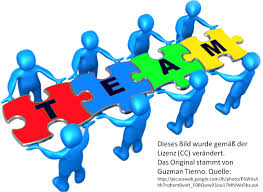 TEAM
Dieses Bild wurde gemäß der
Lizenz (CC) verändert.
Das Original stammt von
Guzman Tierno. Quelle: